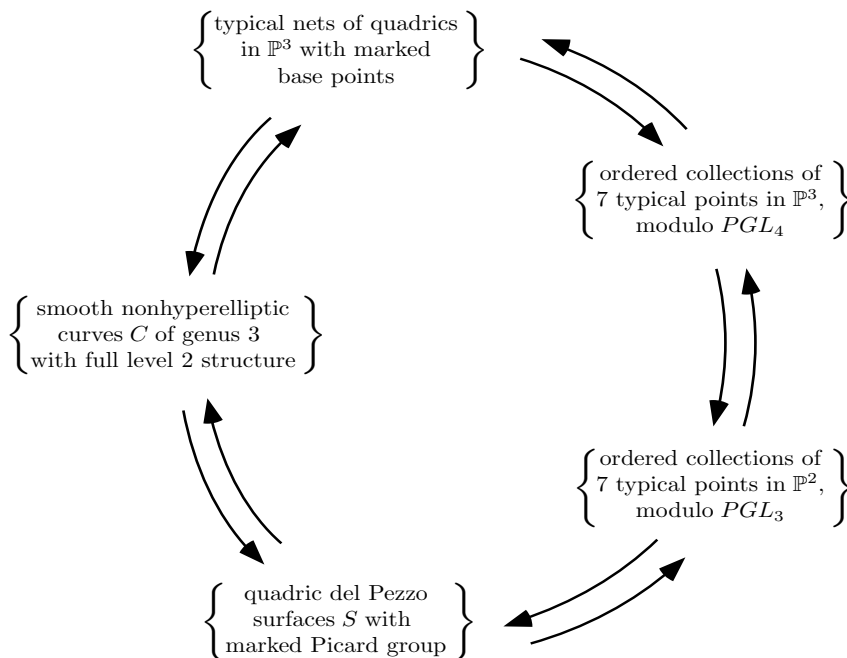 typical nets of quadrics
in ℙ³ with marked
base points
ordered collections of
7 typical points in ℙ³,
modulo PGL₄
smooth nonhyperelliptic
curves C of genus 3
with full level 2 structure
ordered collections of
7 typical points in ℙ²,
modulo PGL₃
quadric del Pezzo
surfaces S with
marked Picard group